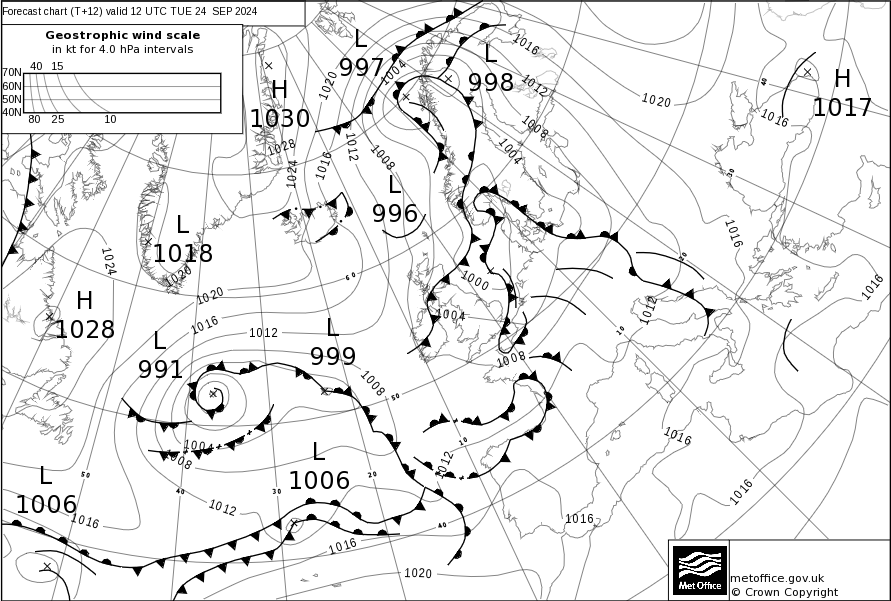 Forecast chart (T+12) valid 12 UTC TUE 24 SEP 2024
Geostrophic wind scale
in kt for 4.0 hPa intervals
40 15
70N
60N
50N
40N
80 25 10
L
997
L
998
H
1030
H
1017
L
996
L
1018
H
1028
L
991
L
999
L
1006
L
1006
1020
1004
1016
1012
1008
1004
1020
1016
1016
1016
1028
1024
1016
1012
1008
1024
1020
1020
1016
1012
1000
1004
1008
1008
1012
1004
1008
1012
1016
1012
1016
1016
1016
1016
1020
60
50
50
40
30
20
10
40
10
20
30
40
Met Office
metoffice.gov.uk
© Crown Copyright